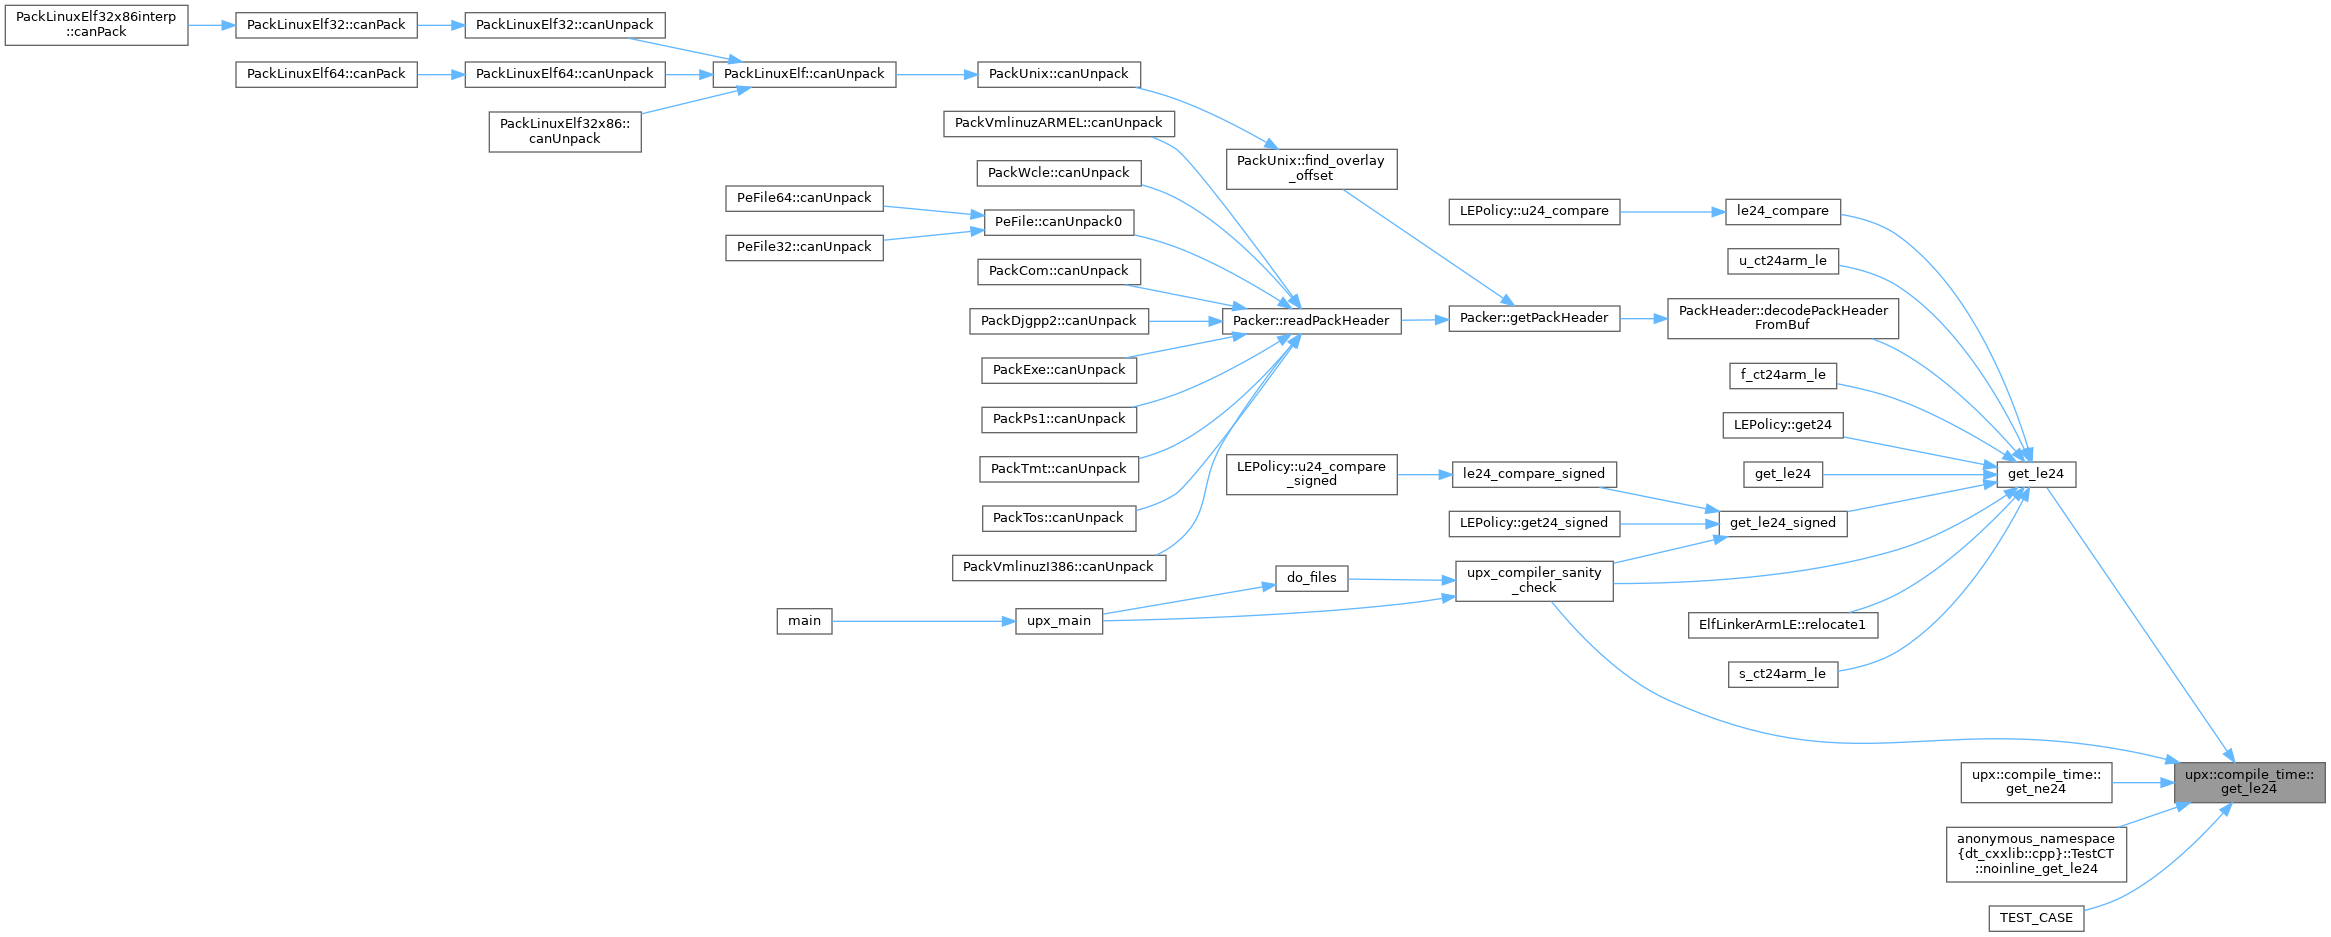 PackLinuxElf32x86interp
::canPack
PackLinuxElf32::canPack
PackLinuxElf32::canUnpack
PackLinuxElf64::canPack
PackLinuxElf64::canUnpack
PackLinuxElf::canUnpack
PackUnix::canUnpack
PackLinuxElf32x86::
canUnpack
PackVmlinuzARMEL::canUnpack
PackWcle::canUnpack
PackUnix::find_overlay
_offset
PeFile64::canUnpack
PeFile::canUnpack0
PeFile32::canUnpack
LEPolicy::u24_compare
le24_compare
u_ct24arm_le
PackCom::canUnpack
PackDjgpp2::canUnpack
Packer::readPackHeader
Packer::getPackHeader
PackHeader::decodePackHeader
FromBuf
PackExe::canUnpack
f_ct24arm_le
PackPs1::canUnpack
LEPolicy::get24
PackTmt::canUnpack
LEPolicy::u24_compare
_signed
le24_compare_signed
get_le24
get_le24
PackTos::canUnpack
LEPolicy::get24_signed
get_le24_signed
PackVmlinuzI386::canUnpack
do_files
upx_compiler_sanity
_check
main
upx_main
ElfLinkerArmLE::relocate1
s_ct24arm_le
upx::compile_time::
get_ne24
upx::compile_time::
get_le24
anonymous_namespace
{dt_cxxlib::cpp}::TestCT
::noinline_get_le24
TEST_CASE